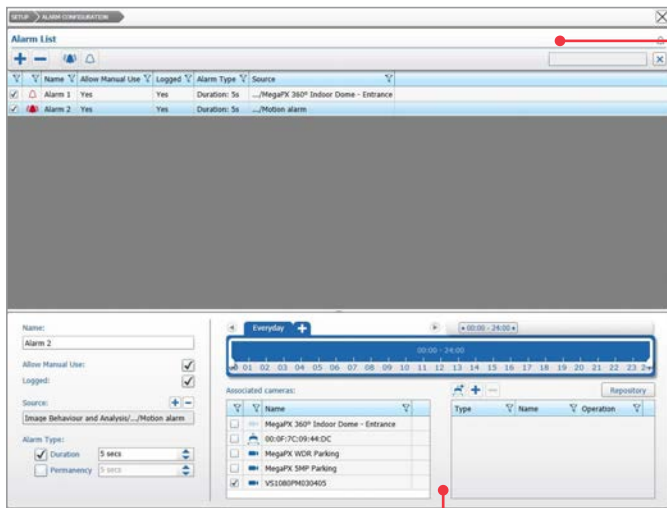 SETUP ALARM CONFIGURATION
Alarm List
Name Allow Manual Use Logged Alarm Type Source
Alarm 1 Yes Yes Duration: 5s .../MegaPX 360º Indoor Dome - Entrance
Alarm 2 Yes Yes Duration: 5s .../Motion alarm
Name:
Alarm 2
Allow Manual Use:
Logged:
Source:
Image Behaviour and Analysis/.../Motion alarm
Alarm Type:
Duration 5 secs
Permanency 5 secs
Everyday
00:00 - 24:00
00:00 - 24:00
01 02 03 04 05 06 07 08 09 10 11 12 13 14 15 16 17 18 19 20 21 22 23
Associated cameras:
Name
MegaPX 360º Indoor Dome - Entrance
00:0F:7C:09:44:DC
MegaPX WDR Parking
MegaPX 5MP Parking
VS1080PM030405
Repository
Type Name Operation